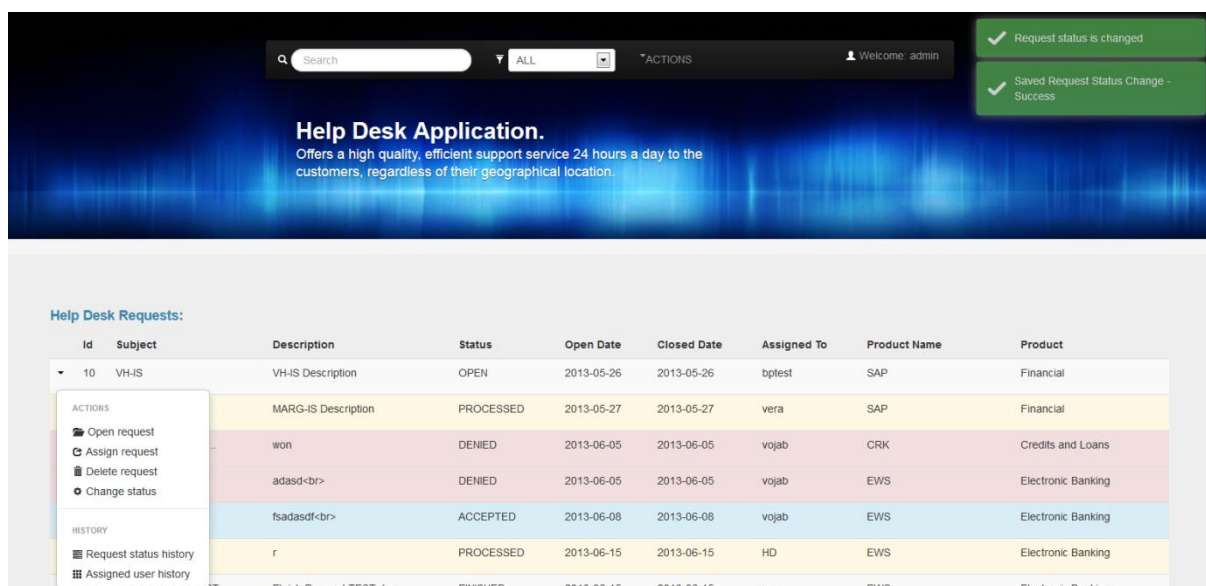 Search ALL ACTIONS Welcome: admin
Request status is changed
Saved Request Status Change -
Success
Help Desk Application.
Offers a high quality, efficient support service 24 hours a day to the
customers, regardless of their geographical location.
Help Desk Requests:
Id Subject Description Status Open Date Closed Date Assigned To Product Name Product
10 VH-IS VH-IS Description OPEN 2013-05-26 2013-05-26 bptest SAP Financial
MARG-IS Description PROCESSED 2013-05-27 2013-05-27 vera SAP Financial
won DENIED 2013-06-05 2013-06-05 vojab CRK Credits and Loans
adasd<br> DENIED 2013-06-05 2013-06-05 vojab EWS Electronic Banking
fsadasdf<br> ACCEPTED 2013-06-08 2013-06-08 vojab EWS Electronic Banking
r PROCESSED 2013-06-15 2013-06-15 HD EWS Electronic Banking
ACTIONS
Open request
Assign request
Delete request
Change status
HISTORY
Request status history
Assigned user history